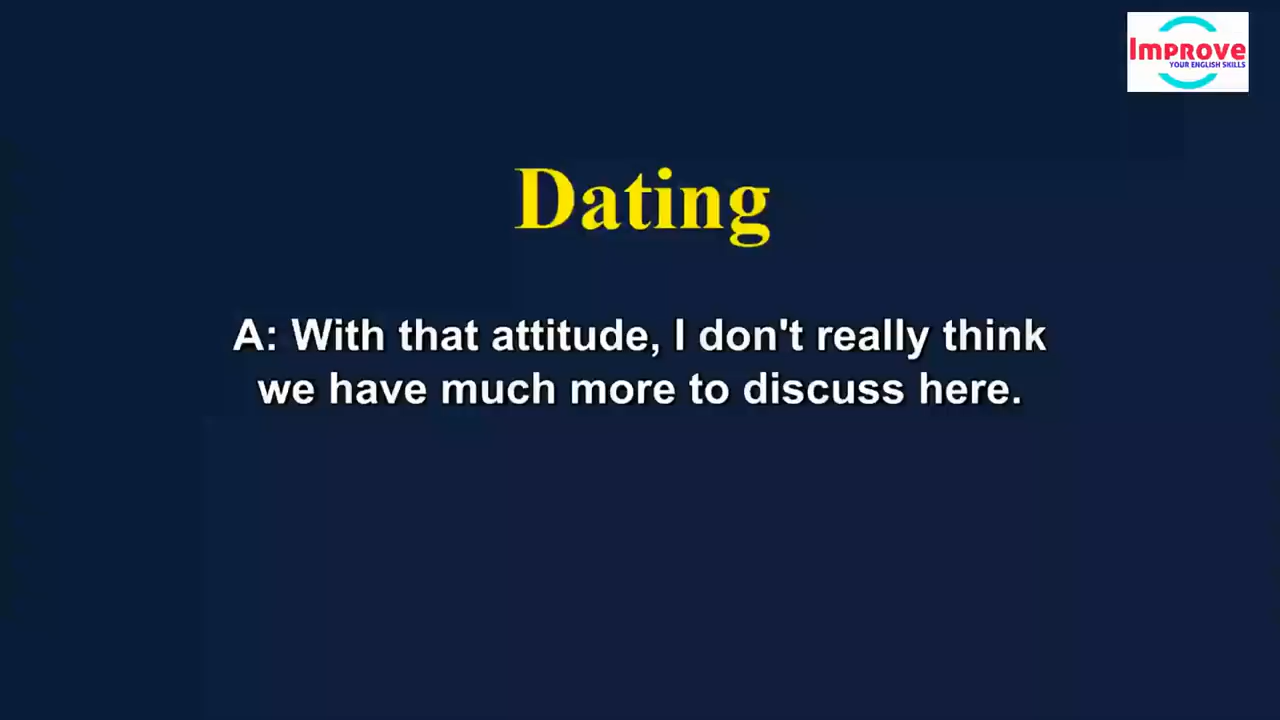 Improve
YOUR ENGLISH SKILLS
Dating
A: With that attitude, I don't really think
we have much more to discuss here.